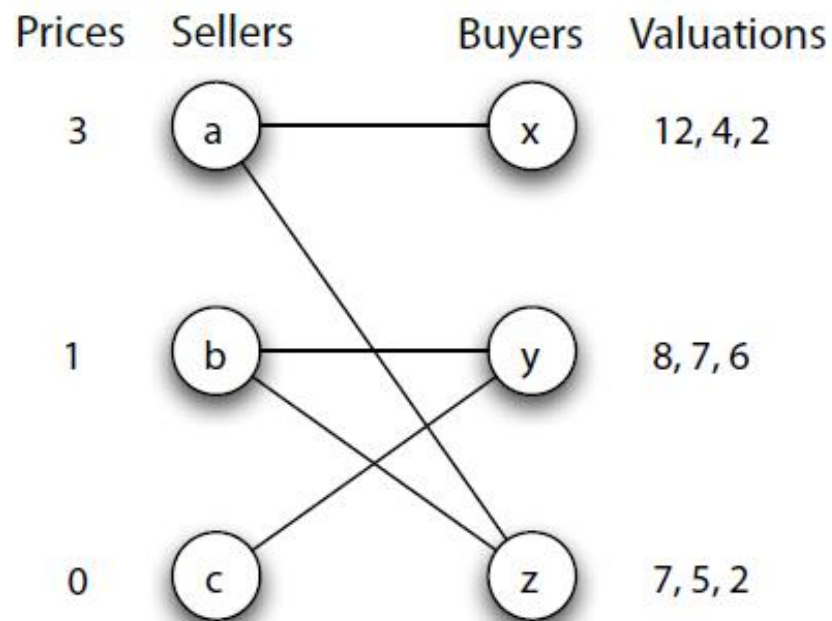 Prices Sellers Buyers Valuations
3 a x 12, 4, 2
1 b y 8, 7, 6
0 c z 7, 5, 2